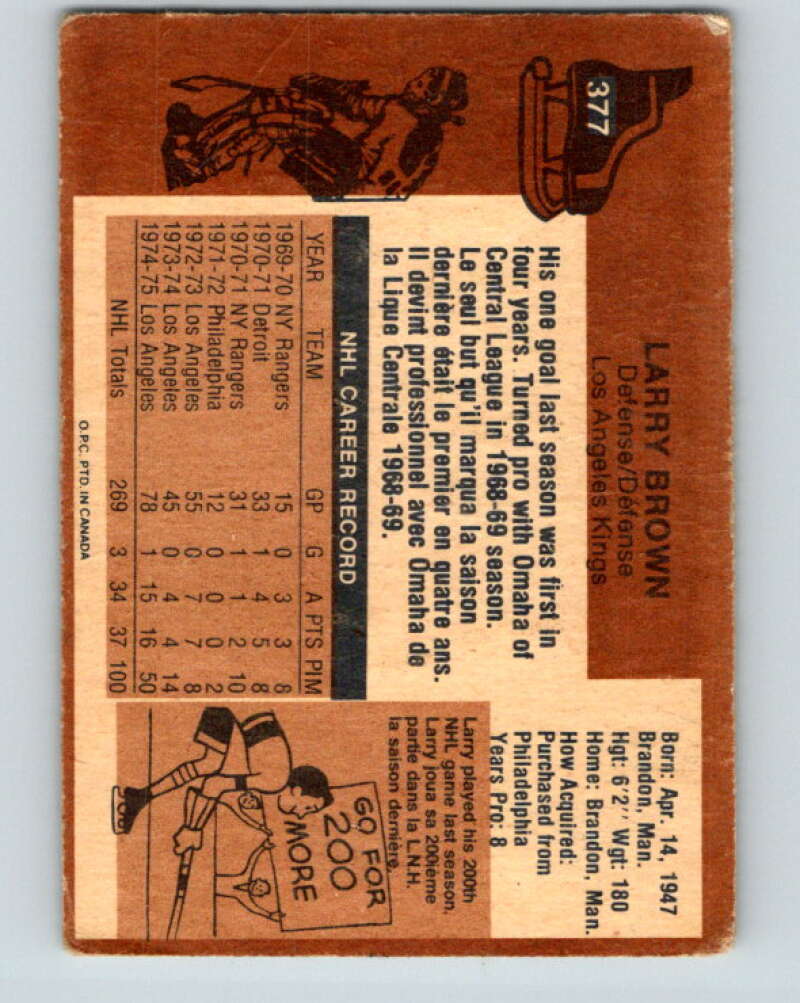 377
LARRY BROWN
Defense/Défense
Los Angeles Kings
Born: Apr. 14, 1947
Brandon, Man.
Hgt: 6'2" Wgt: 180
Home: Brandon, Man.
How Acquired:
Purchased from
Philadelphia
Years Pro: 8
His one goal last season was first in
four years. Turned pro with Omaha of
Central League in 1968-69 season.
Le seul but qu'il marqua la saison
dernière était le premier en quatre ans.
Il devint professionnel avec Omaha de
la Lique Centrale 1968-69.
NHL CAREER RECORD
YEAR TEAM GP G A PTS PIM
1969-70 NY Rangers 15 0 3 3 8
1970-71 Detroit 33 1 4 5 8
1970-71 NY Rangers 31 1 1 2 10
1971-72 Philadelphia 12 0 0 0 2
1972-73 Los Angeles 55 0 7 7 8
1973-74 Los Angeles 45 0 4 4 14
1974-75 Los Angeles 78 1 15 16 50
NHL Totals 269 3 34 37 100
Larry played his 200th
NHL game last season.
Larry joua sa 200ième
partie dans la L.N.H.
la saison dernière.
GO FOR
200
MORE
O.P.C. PTD. IN CANADA